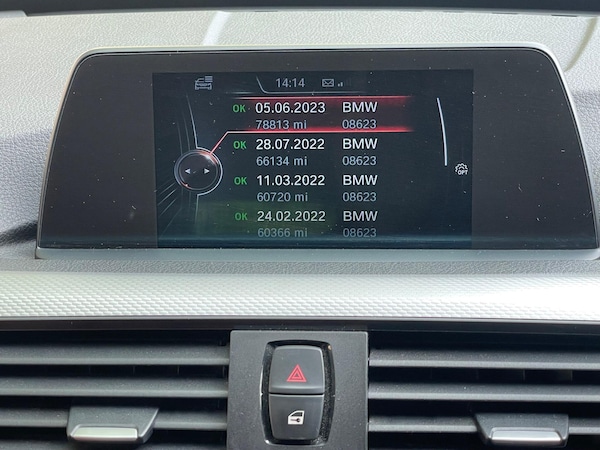 14:14
OK 05.06.2023 BMW
78813 mi 08623
OK 28.07.2022 BMW
66134 mi 08623
OK 11.03.2022 BMW
60720 mi 08623
OPT
OK 24.02.2022 BMW
60366 mi 08623